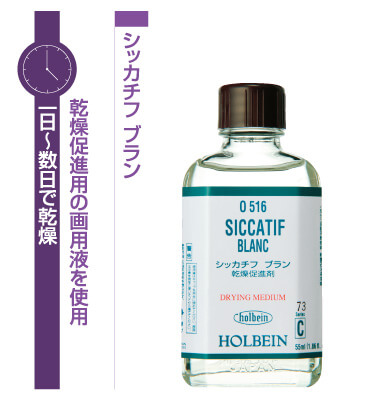 シッカチフ ブラン
乾燥促進用の画用液を使用
一日～数日で乾燥
O 516
SICCATIF
BLANC
シッカチフ ブラン
乾燥促進剤
DRYING MEDIUM
73
C
holbein
HOLBEIN
55ml
JAPAN